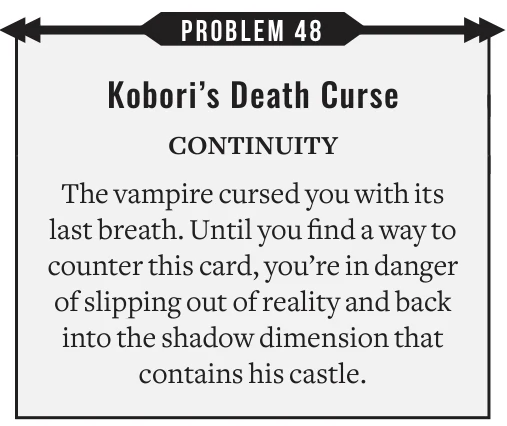 PROBLEM 48
Kobori’s Death Curse
CONTINUITY
The vampire cursed you with its
last breath. Until you find a way to
counter this card, you’re in danger
of slipping out of reality and back
into the shadow dimension that
contains his castle.